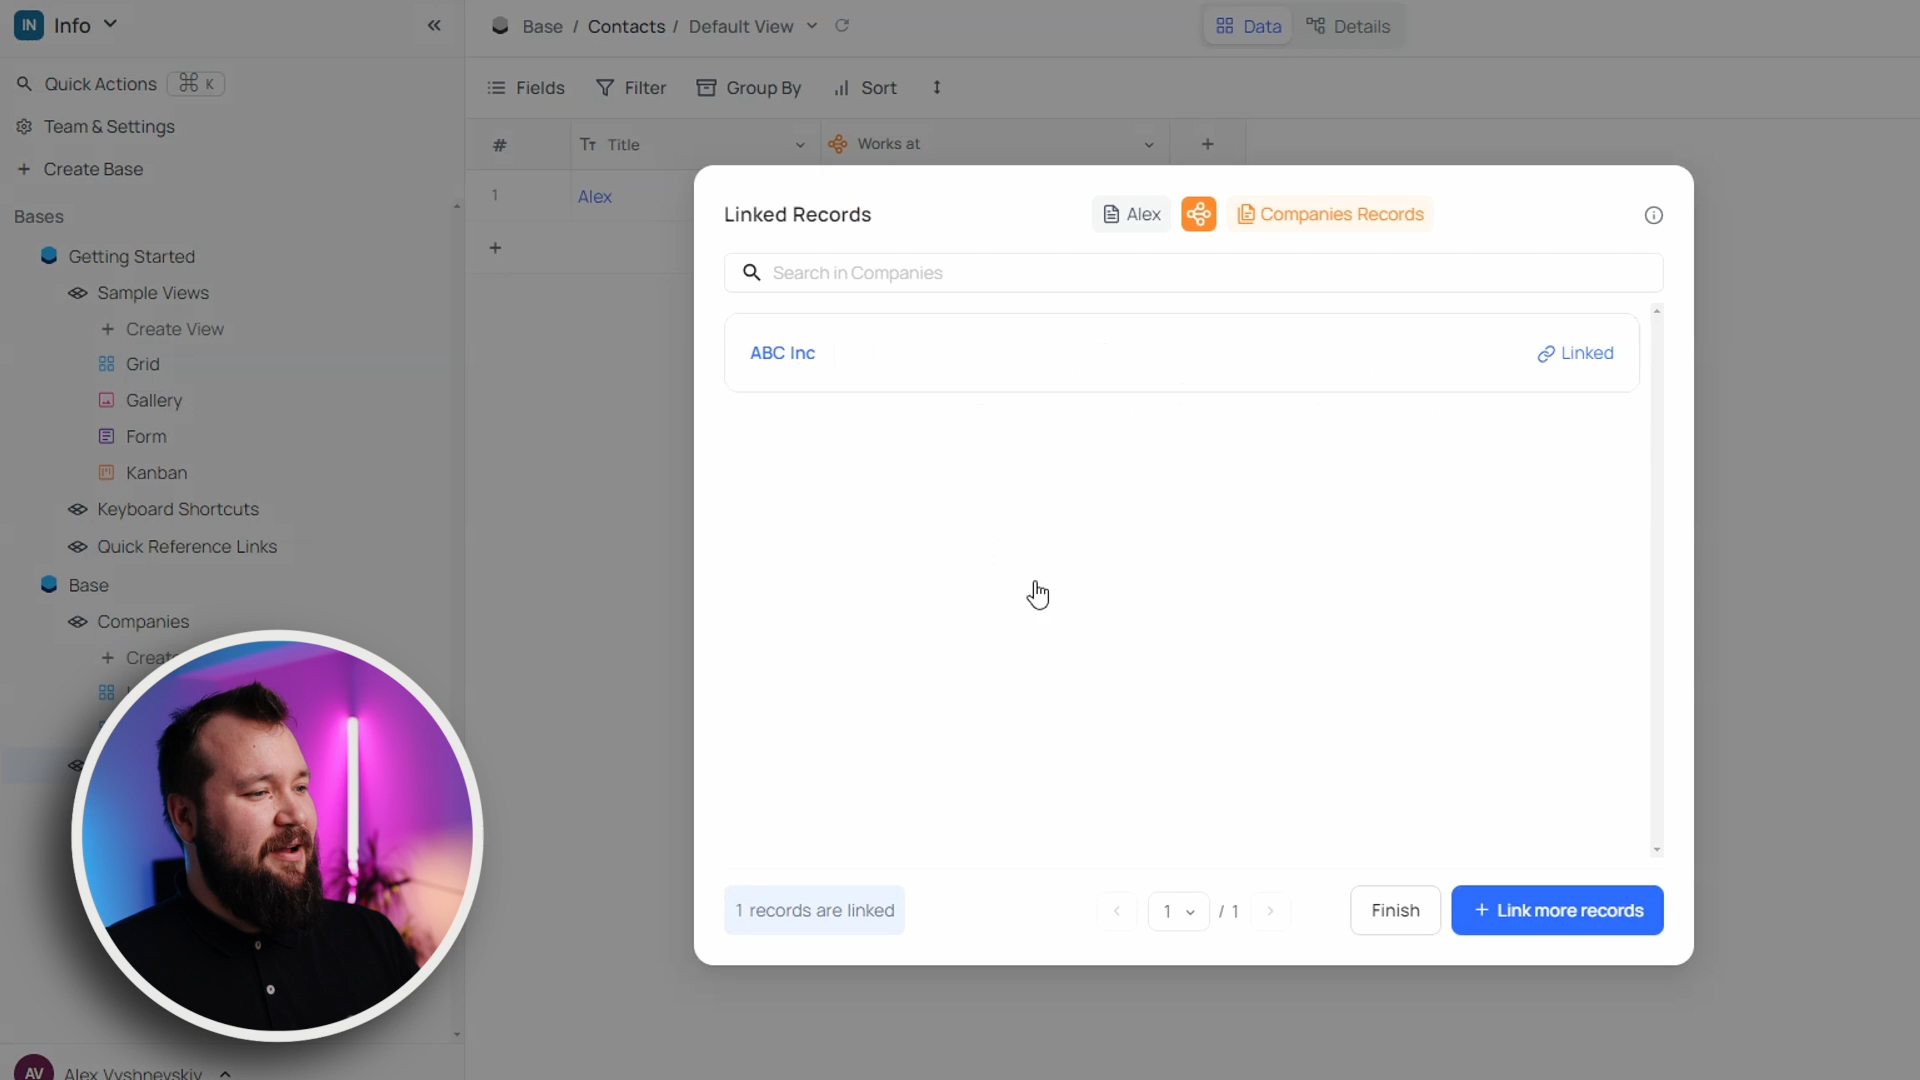 IN Info
Base / Contacts / Default View
Data
Details
Quick Actions ⌘ K
Team & Settings
Create Base
Fields
Filter
Group By
Sort
# Tт Title
Works at
1 Alex
Bases
Getting Started
Sample Views
Create View
Grid
Gallery
Form
Kanban
Keyboard Shortcuts
Quick Reference Links
Base
Companies
AV Alex Vyshnevskiy
Linked Records
Alex
Companies Records
Search in Companies
ABC Inc
Linked
1 records are linked
1 / 1
Finish
+ Link more records